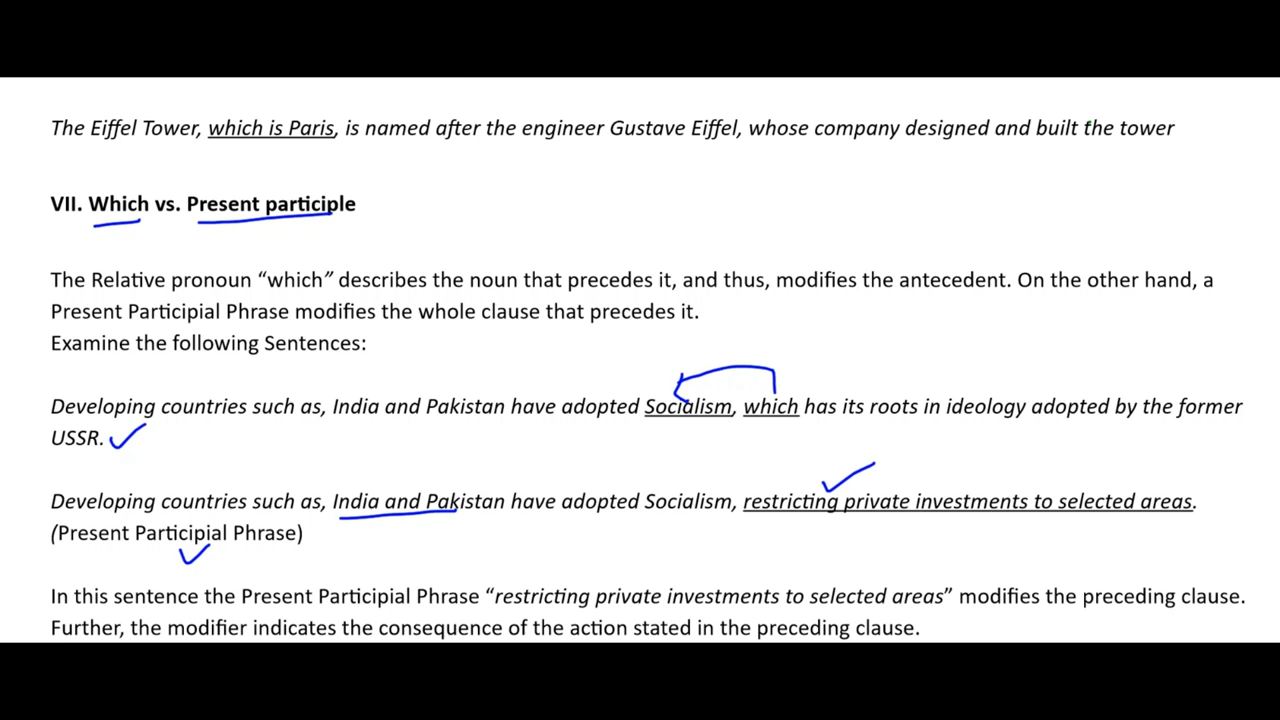 The Eiffel Tower, which is Paris, is named after the engineer Gustave Eiffel, whose company designed and built the tower
VII. Which vs. Present participle
The Relative pronoun “which” describes the noun that precedes it, and thus, modifies the antecedent. On the other hand, a
Present Participial Phrase modifies the whole clause that precedes it.
Examine the following Sentences:
Developing countries such as, India and Pakistan have adopted Socialism, which has its roots in ideology adopted by the former
USSR.
Developing countries such as, India and Pakistan have adopted Socialism, restricting private investments to selected areas.
(Present Participial Phrase)
In this sentence the Present Participial Phrase “restricting private investments to selected areas” modifies the preceding clause.
Further, the modifier indicates the consequence of the action stated in the preceding clause.